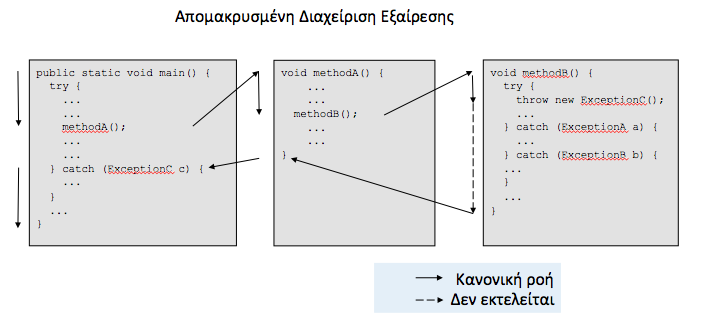 Απομακρυσμένη Διαχείριση Εξαίρεσης
public static void main() {
try {
...
...
methodA();
...
...
} catch (ExceptionC c) {
...
}
...
}
void methodA() {
...
...
methodB();
...
...
}
void methodB() {
try {
throw new ExceptionC();
...
} catch (ExceptionA a) {
...
} catch (ExceptionB b) {
...
}
...
}
Κανονική ροή
Δεν εκτελείται